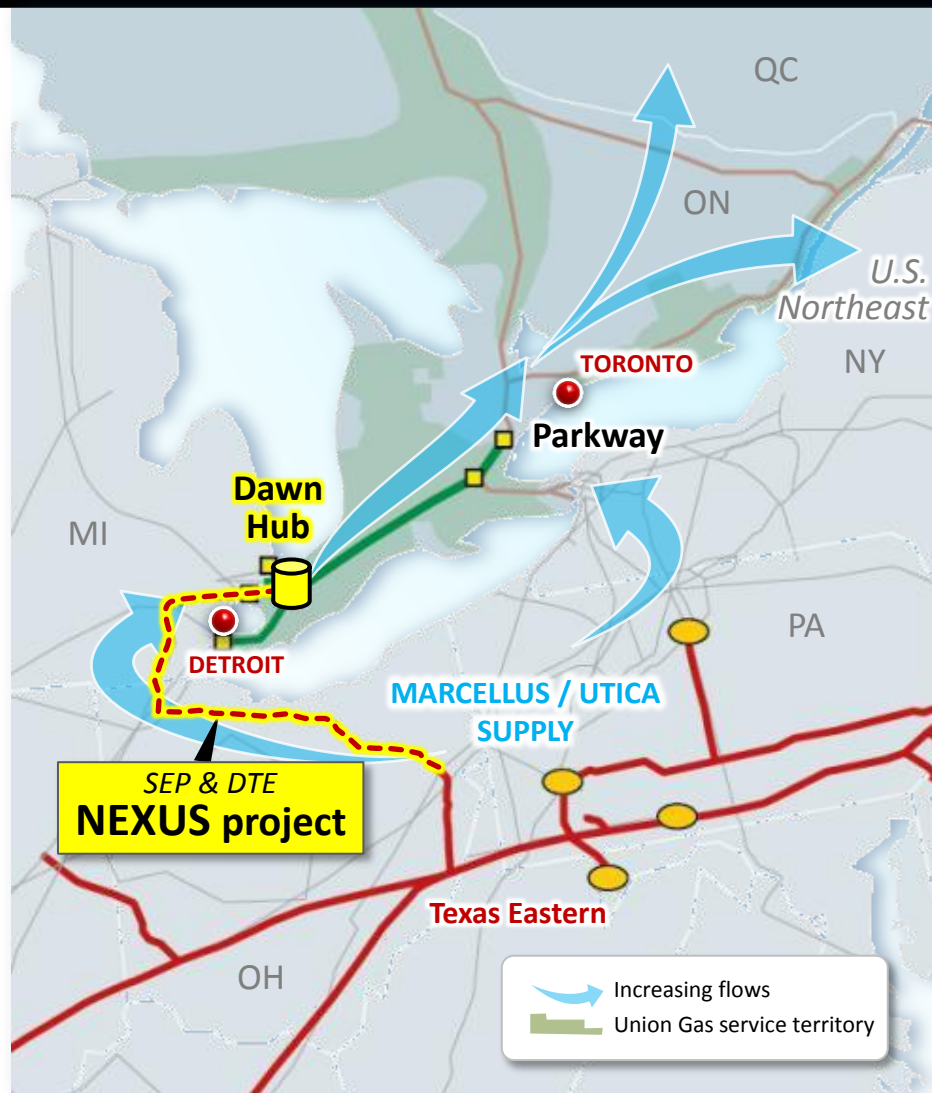 QC
ON
U.S.
Northeast
NY
TORONTO
Parkway
Dawn
Hub
MI
DETROIT
PA
MARCELLUS / UTICA
SUPPLY
SEP & DTE
NEXUS project
Texas Eastern
OH
Increasing flows
Union Gas service territory